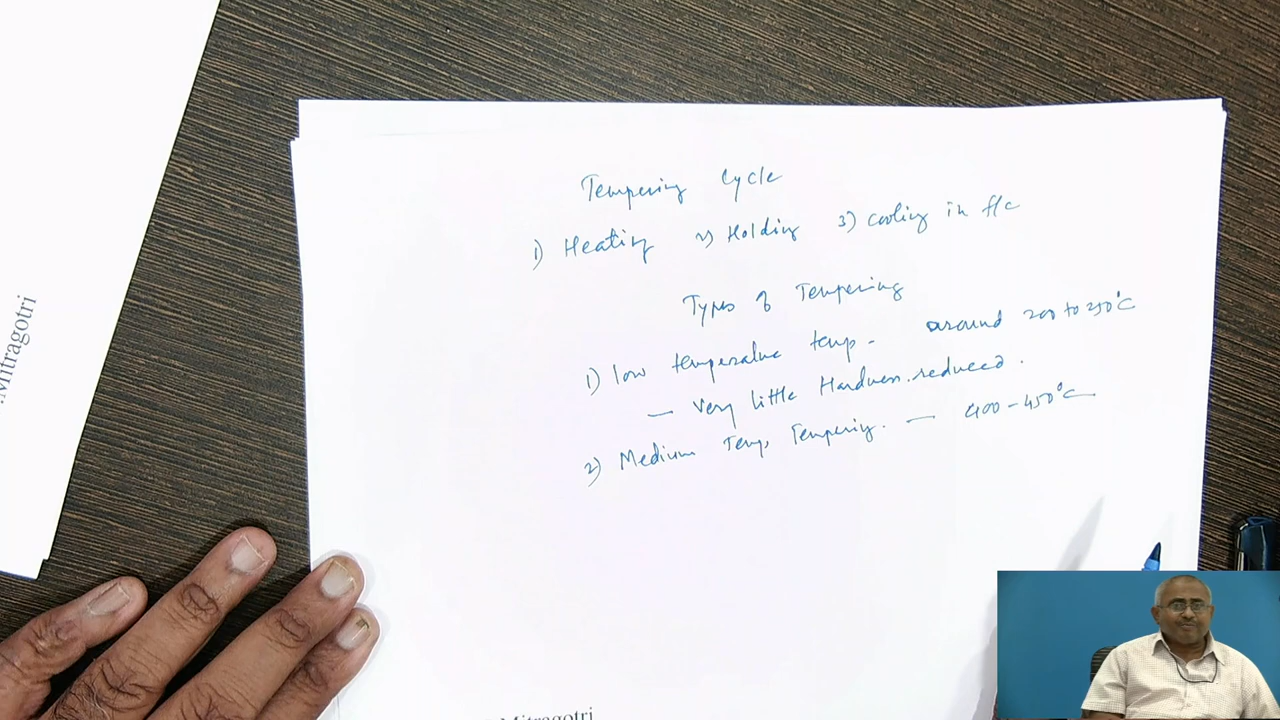 Tempering Cycle
1) Heating 2) Holding 3) Cooling in f/c
Types of Tempering
1) low temperature temp - around 200 to 250°C
— Very little Hardness reduced.
2) Medium Temp, Tempering. — 400-450°C
.Mitragotri
Mitragotri